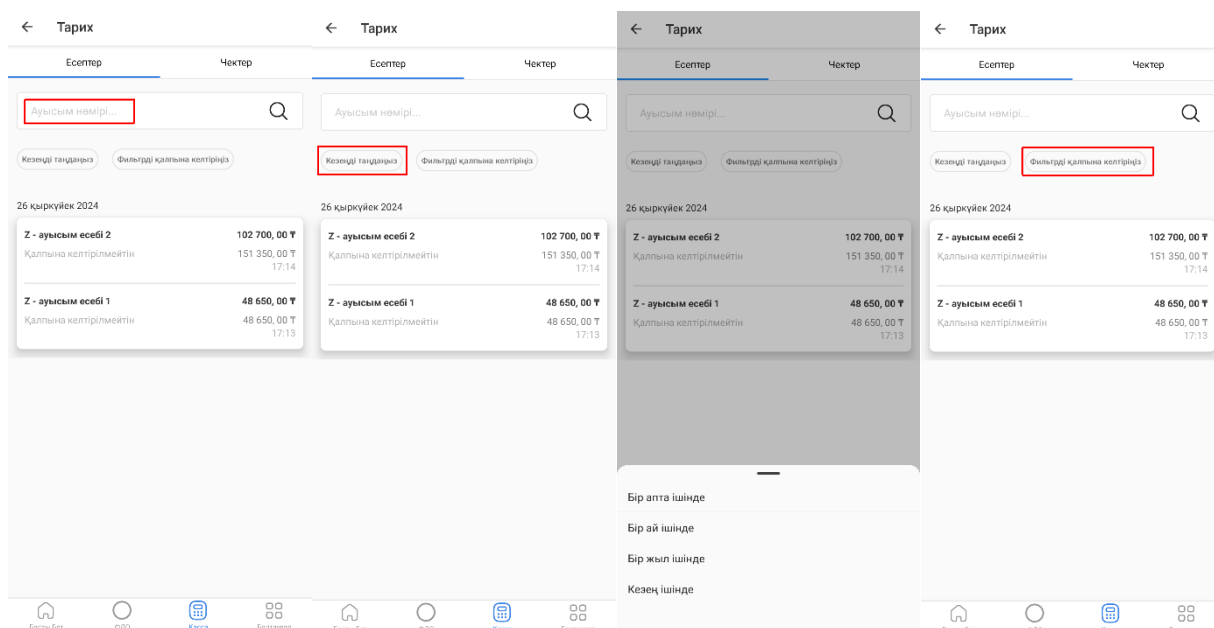 Тарих
Есептер
Чектер
Ауысым нөмірі...
Кезеңді таңдаңыз
Фильтрді қалпына келтіріңіз
26 қыркүйек 2024
Z - ауысым есебі 2
102 700, 00 ₸
Қалпына келтірілмейтін
151 350, 00 ₸
17:14
Z - ауысым есебі 1
48 650, 00 ₸
Қалпына келтірілмейтін
48 650, 00 ₸
17:13
Касса
Тарих
Есептер
Чектер
Ауысым нөмірі...
Кезеңді таңдаңыз
Фильтрді қалпына келтіріңіз
26 қыркүйек 2024
Z - ауысым есебі 2
102 700, 00 ₸
Қалпына келтірілмейтін
151 350, 00 ₸
17:14
Z - ауысым есебі 1
48 650, 00 ₸
Қалпына келтірілмейтін
48 650, 00 ₸
17:13
Тарих
Есептер
Чектер
Ауысым нөмірі...
Кезеңді таңдаңыз
Фильтрді қалпына келтіріңіз
26 қыркүйек 2024
Z - ауысым есебі 2
102 700, 00 ₸
Қалпына келтірілмейтін
151 350, 00 ₸
17:14
Z - ауысым есебі 1
48 650, 00 ₸
Қалпына келтірілмейтін
48 650, 00 ₸
17:13
Бір апта ішінде
Бір ай ішінде
Бір жыл ішінде
Кезең ішінде
Тарих
Есептер
Чектер
Ауысым нөмірі...
Кезеңді таңдаңыз
Фильтрді қалпына келтіріңіз
26 қыркүйек 2024
Z - ауысым есебі 2
102 700, 00 ₸
Қалпына келтірілмейтін
151 350, 00 ₸
17:14
Z - ауысым есебі 1
48 650, 00 ₸
Қалпына келтірілмейтін
48 650, 00 ₸
17:13